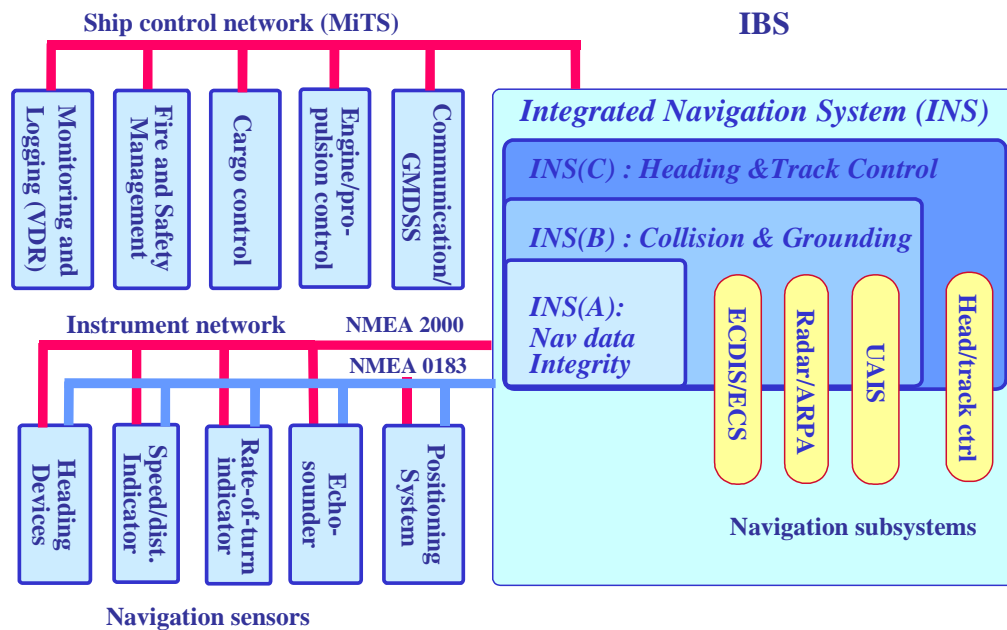 Ship control network (MiTS)
IBS
Monitoring and
Logging (VDR)
Fire and Safety
Management
Cargo control
Engine/pro-
pulsion control
Communication/
GMDSS
Integrated Navigation System (INS)
INS(C) : Heading &Track Control
INS(B) : Collision & Grounding
INS(A):
Nav data
Integrity
ECDIS/ECS
Radar/ARPA
UAIS
Head/track ctrl
Navigation subsystems
Instrument network
NMEA 2000
NMEA 0183
Heading
Devices
Speed/dist.
Indicator
Rate-of-turn
indicator
Echo-
sounder
Positioning
System
Navigation sensors